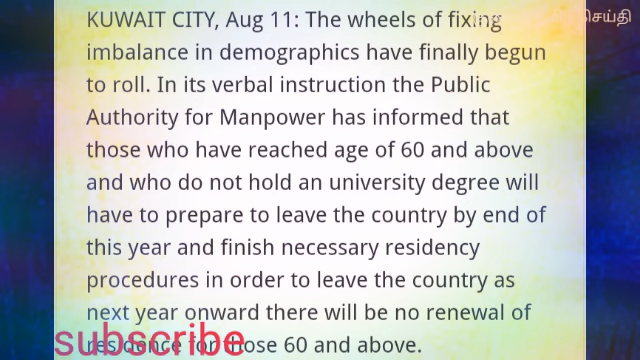 KUWAIT CITY, Aug 11: The wheels of fixing
imbalance in demographics have finally begun
to roll. In its verbal instruction the Public
Authority for Manpower has informed that
those who have reached age of 60 and above
and who do not hold an university degree will
have to prepare to leave the country by end of
this year and finish necessary residency
procedures in order to leave the country as
next year onward there will be no renewal of
residence for those 60 and above.
subscribe
செய்தி